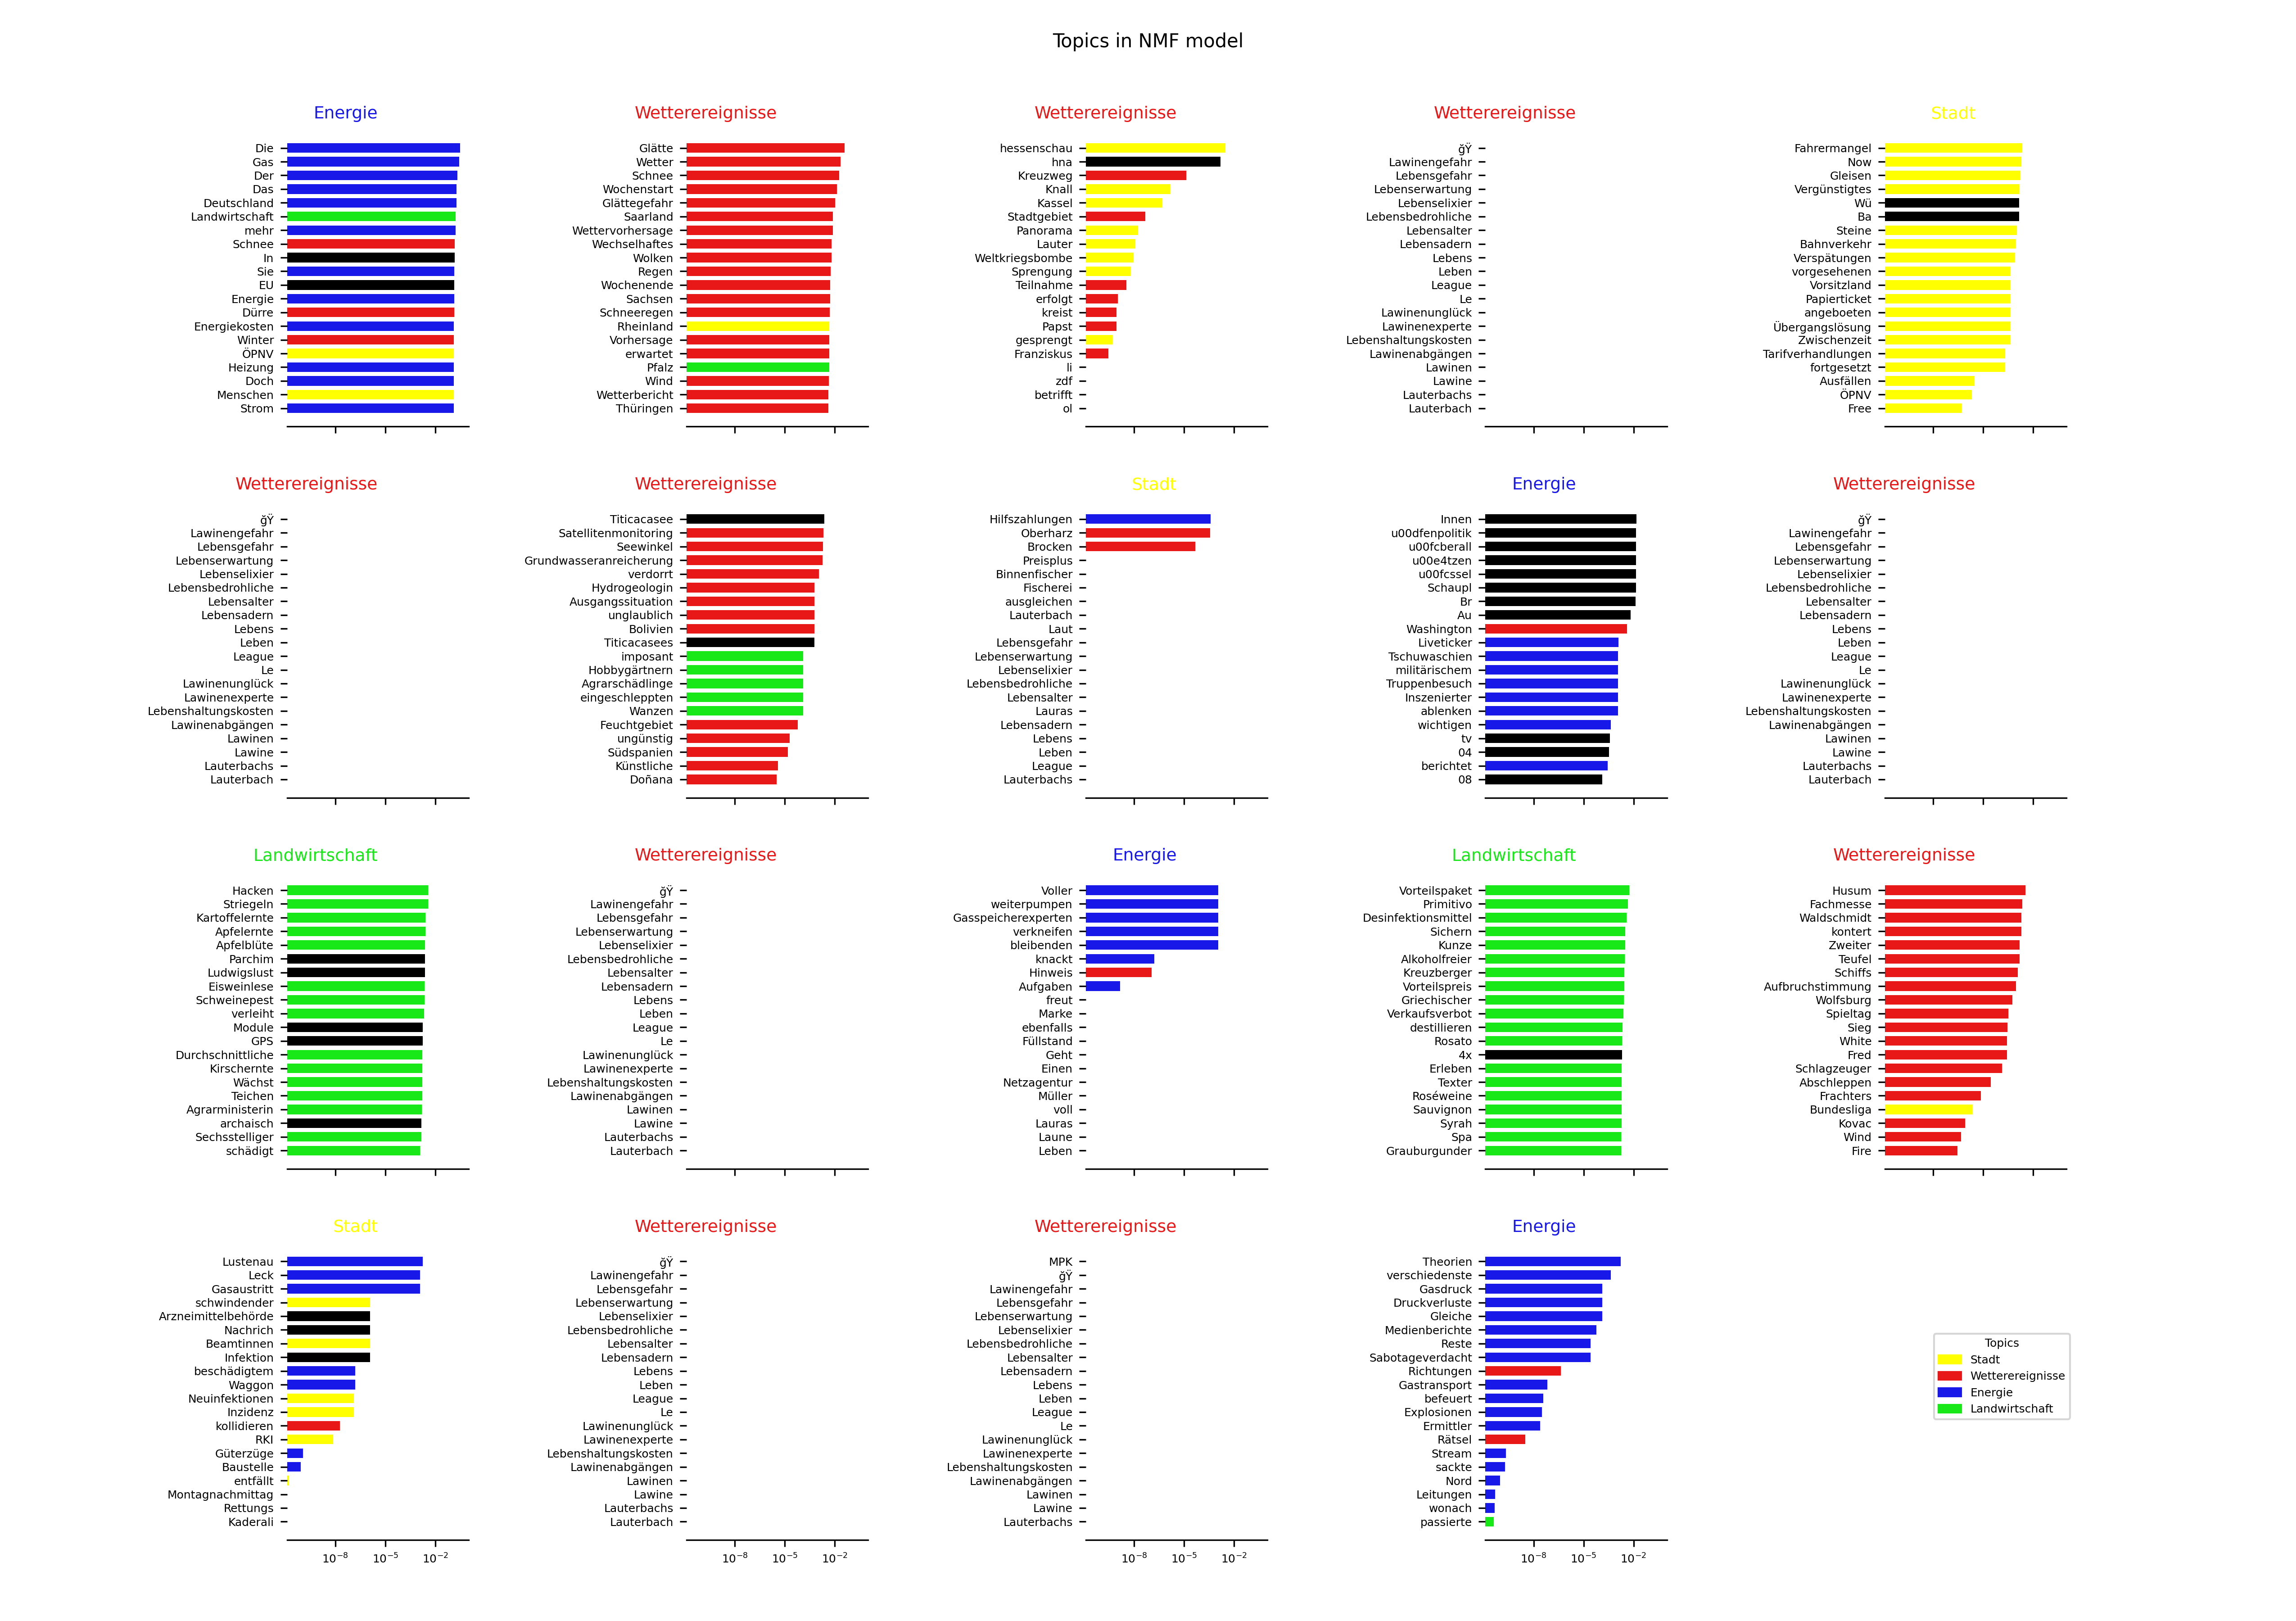 Topics in NMF model
Energie
Die
Gas
Der
Das
Deutschland
Landwirtschaft
mehr
Schnee
In
Sie
EU
Energie
Dürre
Energiekosten
Winter
ÖPNV
Heizung
Doch
Menschen
Strom
Wetterereignisse
Glätte
Wetter
Schnee
Wochenstart
Glättegefahr
Saarland
Wettervorhersage
Wechselhaftes
Wolken
Regen
Wochenende
Sachsen
Schneeregen
Rheinland
Vorhersage
erwartet
Pfalz
Wind
Wetterbericht
Thüringen
Wetterereignisse
hessenschau
hna
Kreuzweg
Knall
Kassel
Stadtgebiet
Panorama
Lauter
Weltkriegsbombe
Sprengung
Teilnahme
erfolgt
kreist
Papst
gesprengt
Franziskus
li
zdf
betrifft
ol
Wetterereignisse
ğŸ
Lawinengefahr
Lebensgefahr
Lebenserwartung
Lebenselixier
Lebensbedrohliche
Lebensalter
Lebensadern
Lebens
Leben
League
Le
Lawinenunglück
Lawinenexperte
Lebenshaltungskosten
Lawinenabgängen
Lawinen
Lawine
Lauterbachs
Lauterbach
Stadt
Fahrermangel
Now
Gleisen
Vergünstigtes
Wü
Ba
Steine
Bahnverkehr
Verspätungen
vorgesehenen
Vorsitzland
Papierticket
angeboten
Übergangslösung
Zwischenzeit
Tarifverhandlungen
fortgesetzt
Ausfällen
ÖPNV
Free
Wetterereignisse
ğŸ
Lawinengefahr
Lebensgefahr
Lebenserwartung
Lebenselixier
Lebensbedrohliche
Lebensalter
Lebensadern
Lebens
Leben
League
Le
Lawinenunglück
Lawinenexperte
Lebenshaltungskosten
Lawinenabgängen
Lawinen
Lawine
Lauterbachs
Lauterbach
Wetterereignisse
Titicacasee
Satellitenmonitoring
Seewinkel
Grundwasseranreicherung
verdorrt
Hydrogeologin
Ausgangssituation
unglaublich
Bolivien
Titicacasees
imposant
Hobbygärtnern
Agrarschädlinge
eingeschleppten
Wanzen
Feuchtgebiet
ungünstig
Südspanien
Künstliche
Doñana
Stadt
Hilfszahlungen
Oberharz
Brocken
Preisplus
Binnenfischer
Fischerei
ausgleichen
Lauterbach
Laut
Lebensgefahr
Lebenserwartung
Lebenselixier
Lebensbedrohliche
Lebensalter
Lauras
Lebensadern
Lebens
Leben
League
Lauterbachs
Energie
Innen
u00dfenpolitik
u00fcberall
u00e4tzen
u00fcssel
Schaupl
Br
Au
Washington
Liveticker
Tschuwaschien
militärischem
Truppenbesuch
Inszenierter
ablenken
wichtigen
tv
04
berichtet
08
Wetterereignisse
ğŸ
Lawinengefahr
Lebensgefahr
Lebenserwartung
Lebenselixier
Lebensbedrohliche
Lebensalter
Lebensadern
Lebens
Leben
League
Le
Lawinenunglück
Lawinenexperte
Lebenshaltungskosten
Lawinenabgängen
Lawinen
Lawine
Lauterbachs
Lauterbach
Landwirtschaft
Hacken
Striegeln
Kartoffelernte
Apfelernte
Apfelblüte
Parchim
Ludwigslust
Eisweinlese
Schweinepest
verleiht
Module
GPS
Durchschnittliche
Kirschernte
Wächst
Teichen
Agrarministerin
archaisch
Sechsstelliger
schädigt
Wetterereignisse
ğŸ
Lawinengefahr
Lebensgefahr
Lebenserwartung
Lebenselixier
Lebensbedrohliche
Lebensalter
Lebensadern
Lebens
Leben
League
Le
Lawinenunglück
Lawinenexperte
Lebenshaltungskosten
Lawinenabgängen
Lawinen
Lawine
Lauterbachs
Lauterbach
Energie
Voller
weiterpumpen
Gasspeicherexperten
verkneifen
bleibenden
knackt
Hinweis
Aufgaben
freut
Marke
ebenfalls
Füllstand
Geht
Einen
Netzagentur
Müller
voll
Lauras
Laune
Leben
Landwirtschaft
Vorteilspaket
Primitivo
Desinfektionsmittel
Sichern
Kunze
Alkoholfreier
Kreuzberger
Vorteilspreis
Griechischer
Verkaufsverbot
destillieren
Rosato
4x
Erleben
Texter
Roséweine
Sauvignon
Syrah
Spa
Grauburgunder
Wetterereignisse
Husum
Fachmesse
Waldschmidt
kontert
Zweiter
Teufel
Schiffs
Aufbruchstimmung
Wolfsburg
Spieltag
Sieg
White
Fred
Schlagzeuger
Abschleppen
Frachters
Bundesliga
Kovac
Wind
Fire
Stadt
Lustenau
Leck
Gasaustritt
schwindender
Arzneimittelbehörde
Nachrich
Beamtinnen
Infektion
beschädigtem
Waggon
Neuinfektionen
Inzidenz
kollidieren
RKI
Güterzüge
Baustelle
entfällt
Montagnachmittag
Rettungs
Kaderali
10⁻⁸ 10⁻⁵ 10⁻²
Wetterereignisse
ğŸ
Lawinengefahr
Lebensgefahr
Lebenserwartung
Lebenselixier
Lebensbedrohliche
Lebensalter
Lebensadern
Lebens
Leben
League
Le
Lawinenunglück
Lawinenexperte
Lebenshaltungskosten
Lawinenabgängen
Lawinen
Lawine
Lauterbachs
Lauterbach
10⁻⁸ 10⁻⁵ 10⁻²
Wetterereignisse
MPK
ğŸ
Lawinengefahr
Lebensgefahr
Lebenserwartung
Lebenselixier
Lebensbedrohliche
Lebensalter
Lebensadern
Lebens
Leben
League
Le
Lawinenunglück
Lawinenexperte
Lebenshaltungskosten
Lawinenabgängen
Lawinen
Lawine
Lauterbachs
10⁻⁸ 10⁻⁵ 10⁻²
Energie
Theorien
verschiedenste
Gasdruck
Druckverluste
Gleiche
Medienberichte
Reste
Sabotageverdacht
Richtungen
Gastransport
befeuert
Explosionen
Ermittler
Rätsel
Stream
sackte
Nord
Leitungen
wonach
passierte
10⁻⁸ 10⁻⁵ 10⁻²
Topics
Stadt
Wetterereignisse
Energie
Landwirtschaft